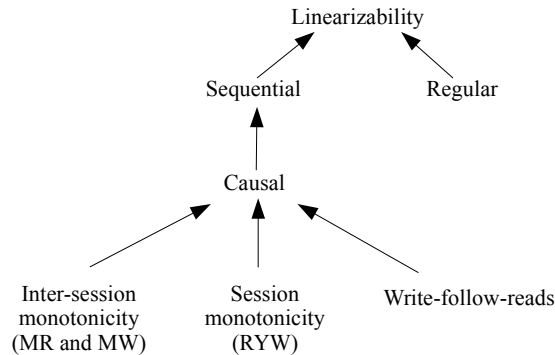 Linearizability
Sequential
Regular
Causal
Inter-session
monotonicity
(MR and MW)
Session
monotonicity
(RYW)
Write-follow-reads